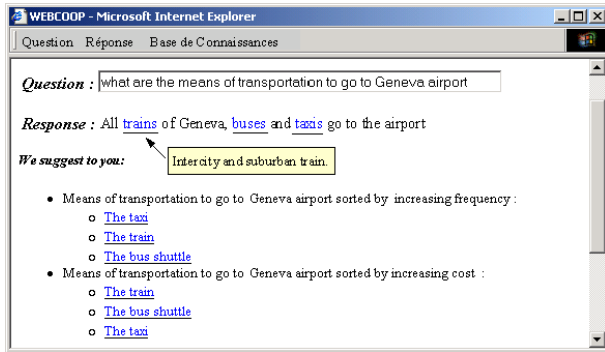 WEBCOOP - Microsoft Internet Explorer
Question Réponse Base de Connaissances
Question : what are the means of transportation to go to Geneva airport
Response : All trains of Geneva, buses and taxis go to the airport
We suggest to you:
Intercity and suburban train.
Means of transportation to go to Geneva airport sorted by increasing frequency :
The taxi
The train
The bus shuttle
Means of transportation to go to Geneva airport sorted by increasing cost :
The train
The bus shuttle
The taxi